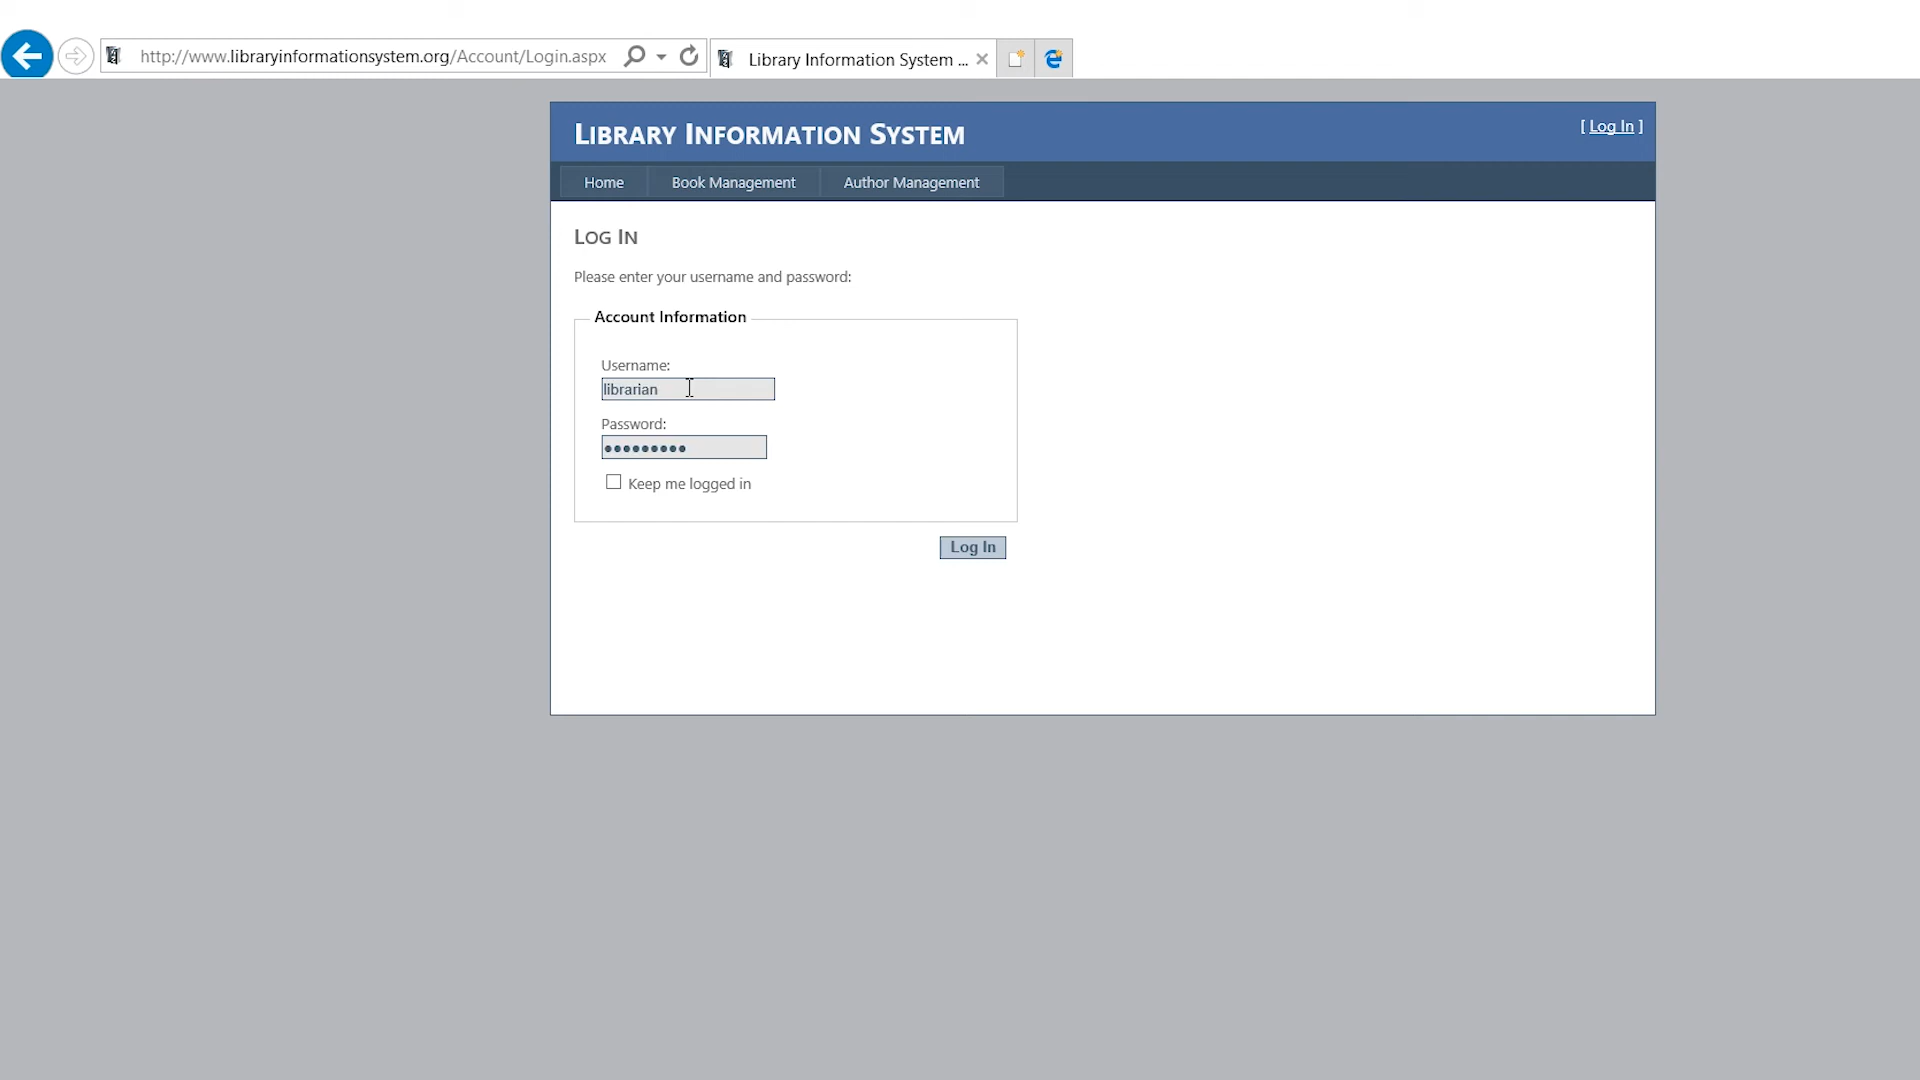 http://www.libraryinformationsystem.org/Account/Login.aspx
Library Information System ...
LIBRARY INFORMATION SYSTEM
[ Log In ]
Home Book Management Author Management
LOG IN
Please enter your username and password:
Account Information
Username:
librarian
Password:
●●●●●●●●●
Keep me logged in
Log In